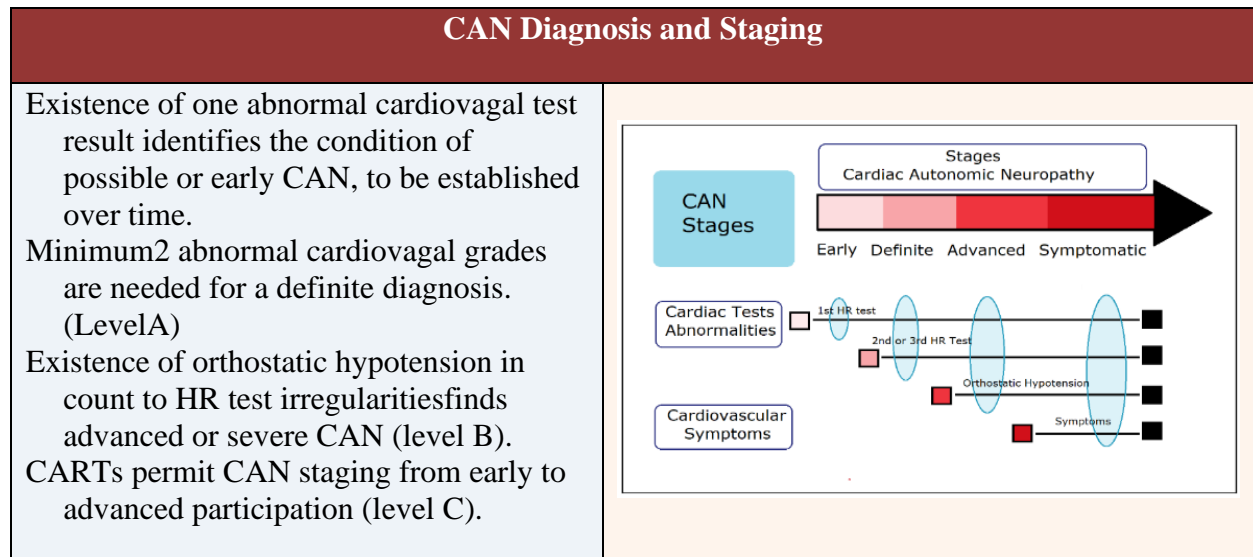 CAN Diagnosis and Staging
Existence of one abnormal cardiovagal test
result identifies the condition of
possible or early CAN, to be established
over time.
Minimum2 abnormal cardiovagal grades
are needed for a definite diagnosis.
(LevelA)
Existence of orthostatic hypotension in
count to HR test irregularitiesfinds
advanced or severe CAN (level B).
CARTs permit CAN staging from early to
advanced participation (level C).
CAN
Stages
Stages
Cardiac Autonomic Neuropathy
Early Definite Advanced Symptomatic
Cardiac Tests
Abnormalities
1st HR test
2nd or 3rd HR Test
Orthostatic Hypotension
Cardiovascular
Symptoms
Symptoms